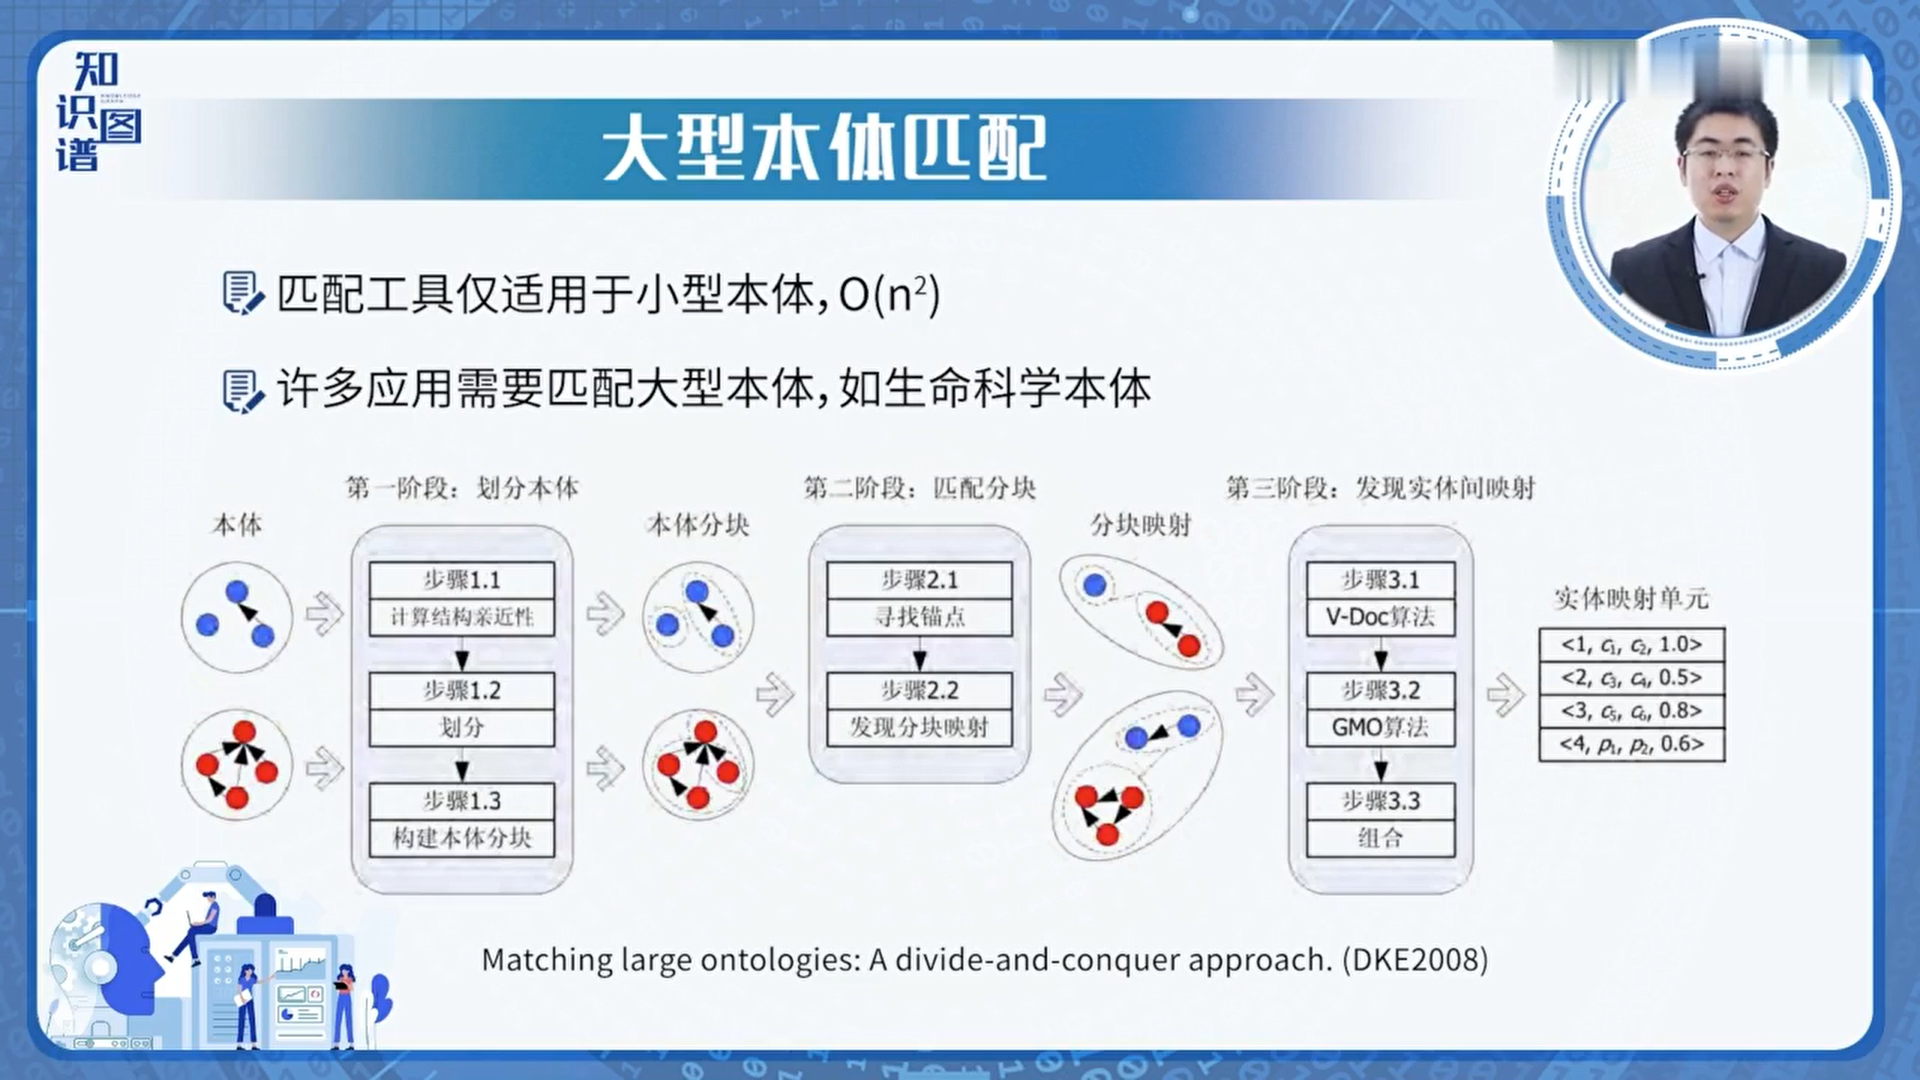 知识图谱
大型本体匹配
匹配工具仅适用于小型本体,O(n²)
许多应用需要匹配大型本体,如生命科学本体
第一阶段：划分本体
第二阶段：匹配分块
第三阶段：发现实体间映射
本体
本体分块
分块映射
步骤1.1
计算结构亲近性
步骤1.2
划分
步骤1.3
构建本体分块
步骤2.1
寻找锚点
步骤2.2
发现分块映射
步骤3.1
V-Doc算法
步骤3.2
GMO算法
步骤3.3
组合
实体映射单元
<1, c₁, c₂, 1.0>
<2, c₃, c₄, 0.5>
<3, c₅, c₆, 0.8>
<4, p₁, p₂, 0.6>
Matching large ontologies: A divide-and-conquer approach. (DKE2008)